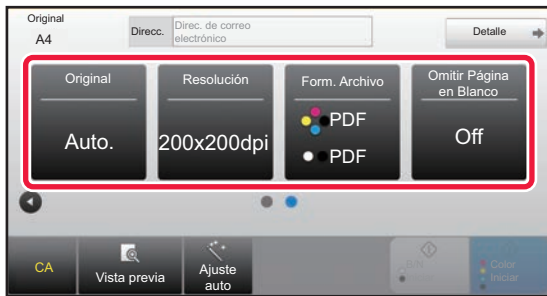 Original
A4
Direcc.
Direc. de correo
electrónico
Detalle
Original
Auto.
Resolución
200x200dpi
Form. Archivo
PDF
PDF
Omitir Página
en Blanco
Off
CA
Vista previa
Ajuste
auto
B/N
Color
Iniciar